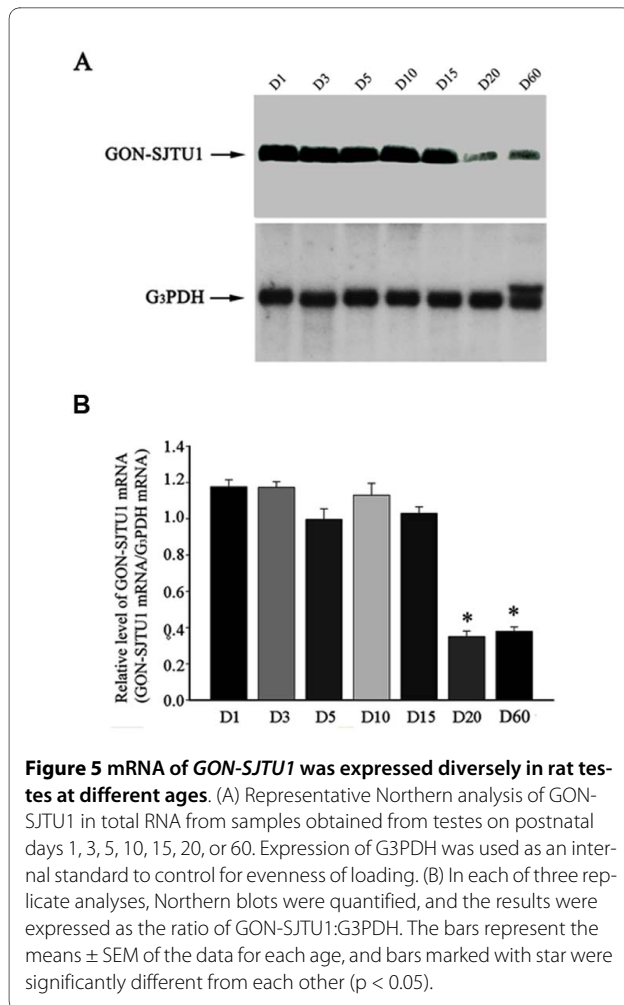 A
D1 D3 D5 D10 D15 D20 D60
GON-SJTU1
G3PDH
B
Relative level of GON-SJTU1 mRNA
(GON-SJTU1 mRNA/G3PDH mRNA)
1.4
1.2
1.0
0.8
0.6
0.4
0.2
0.0
* *
D1 D3 D5 D10 D15 D20 D60
Figure 5 mRNA of GON-SJTU1 was expressed diversely in rat tes-
tes at different ages. (A) Representative Northern analysis of GON-
SJTU1 in total RNA from samples obtained from testes on postnatal
days 1, 3, 5, 10, 15, 20, or 60. Expression of G3PDH was used as an inter-
nal standard to control for evenness of loading. (B) In each of three rep-
licate analyses, Northern blots were quantified, and the results were
expressed as the ratio of GON-SJTU1:G3PDH. The bars represent the
means ± SEM of the data for each age, and bars marked with star were
significantly different from each other (p < 0.05).